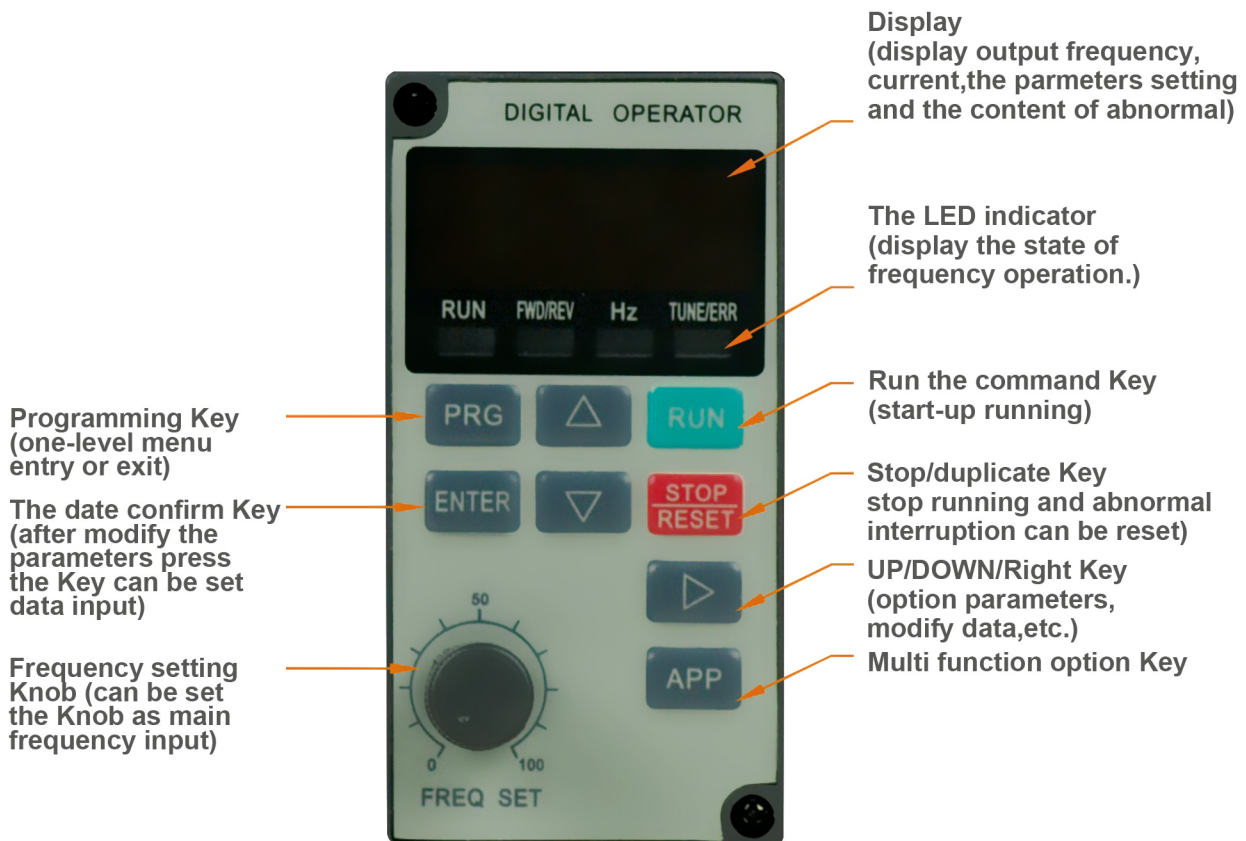 Display
(display output frequency,
current,the parmeters setting
and the content of abnormal)
DIGITAL OPERATOR
The LED indicator
(display the state of
frequency operation.)
RUN FWD/REV Hz TUNE/ERR
Run the command Key
(start-up running)
PRG RUN
Programming Key
(one-level menu
entry or exit)
Stop/duplicate Key
stop running and abnormal
interruption can be reset)
ENTER STOP
RESET
The date confirm Key
(after modify the
parameters press
the Key can be set
data input)
UP/DOWN/Right Key
(option parameters,
modify data,etc.)
50
Multi function option Key
APP
Frequency setting
Knob (can be set
the Knob as main
frequency input)
0 100
FREQ SET